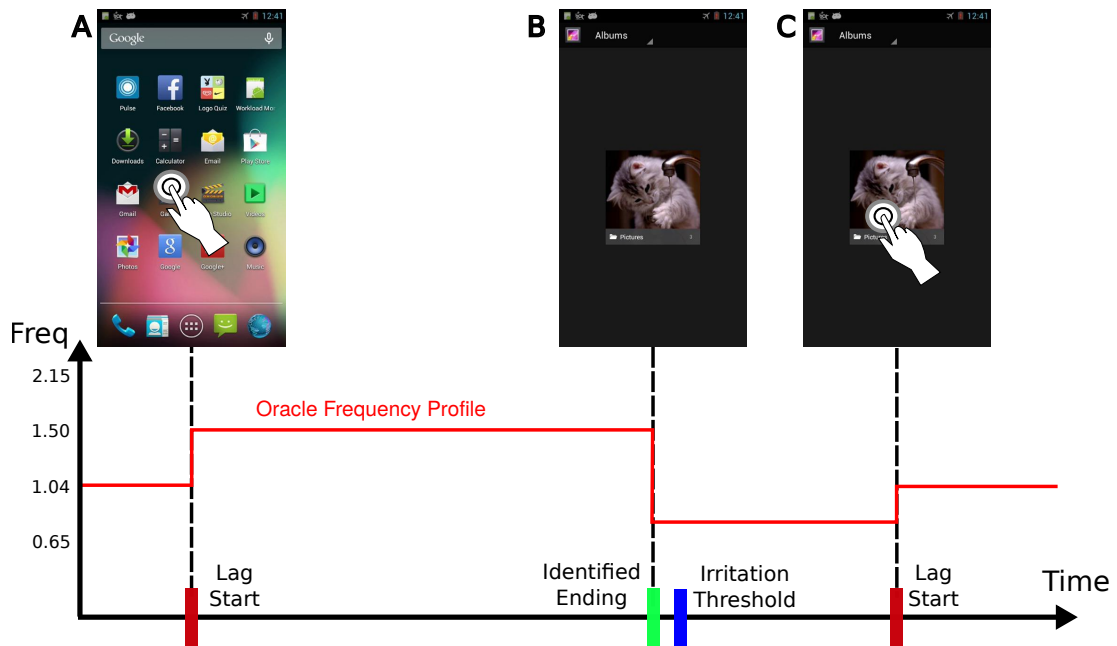 A
12:41
Google
Pulse
Facebook
Logo Quiz
Workload Mo
Downloads
Calculator
Email
Play Store
Gmail
Videos
Photos
Google
Google+
Music
B
12:41
Albums
Pictures
C
12:41
Albums
Freq
2.15
1.50
1.04
0.65
Oracle Frequency Profile
Lag
Start
Identified
Ending
Irritation
Threshold
Lag
Start
Time